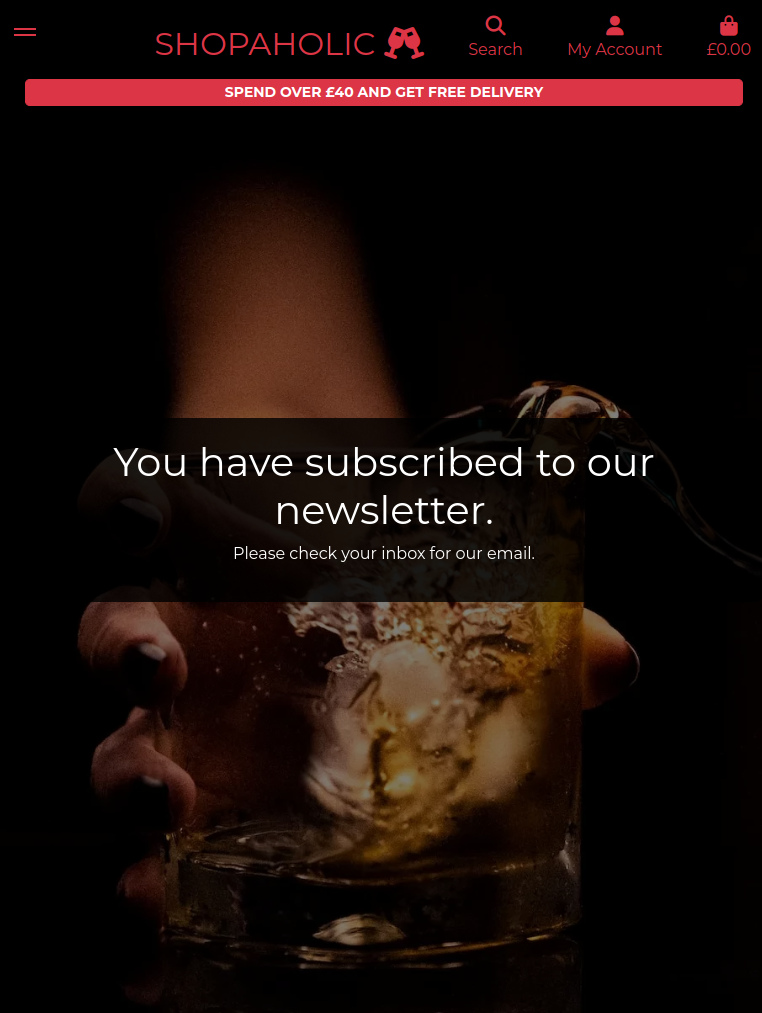 SHOPAHOLIC
Search
My Account
£0.00
SPEND OVER £40 AND GET FREE DELIVERY
You have subscribed to our
newsletter.
Please check your inbox for our email.